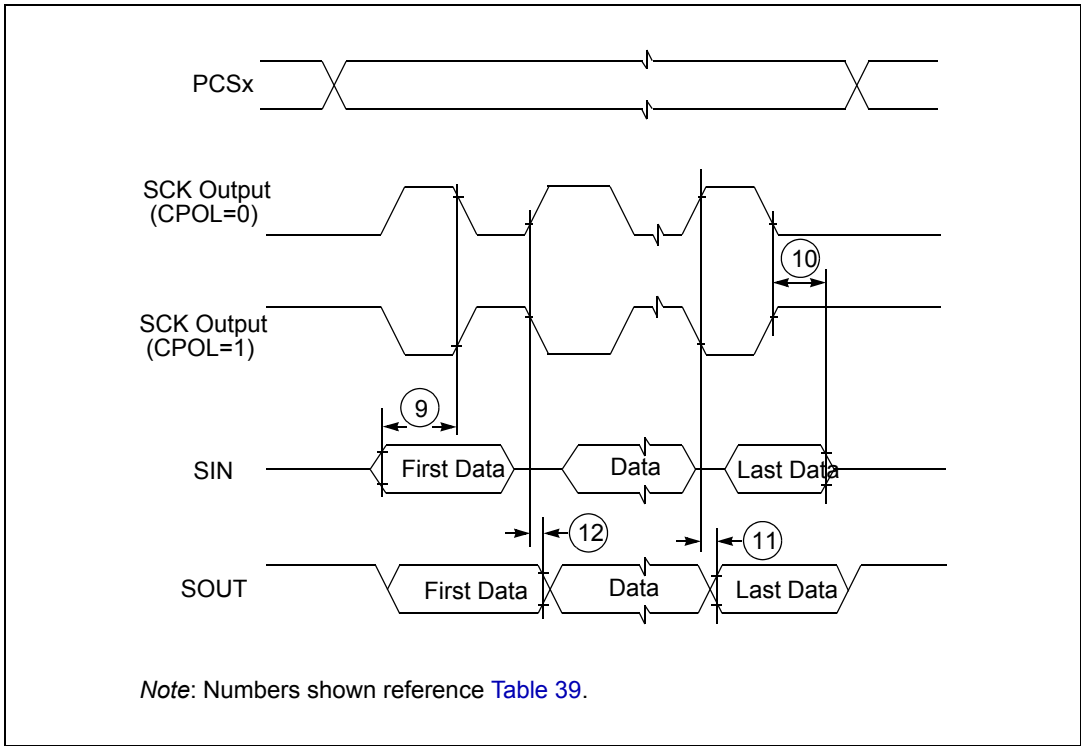 PCSx
SCK Output
(CPOL=0)
10
SCK Output
(CPOL=1)
9
SIN
First Data
Data
Last Data
12
11
SOUT
First Data
Data
Last Data
Note: Numbers shown reference Table 39.